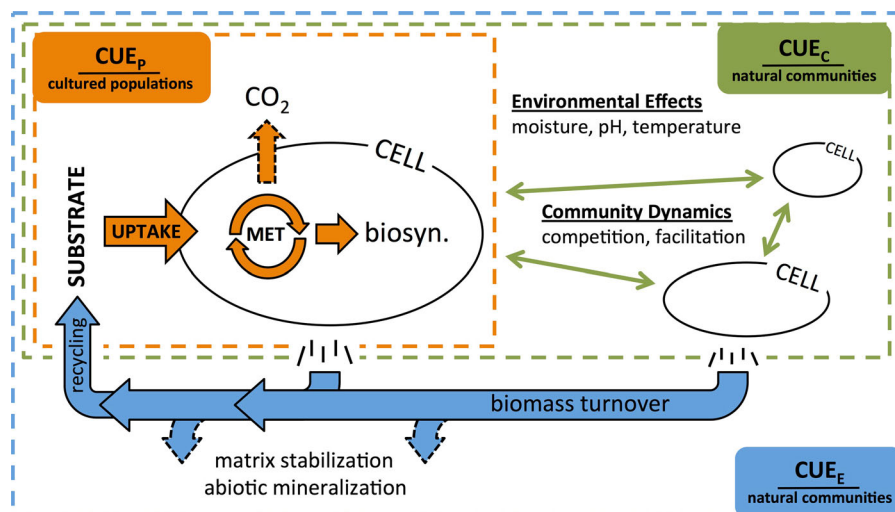 CUEP
cultured populations
CUEC
natural communities
CO2
Environmental Effects
moisture, pH, temperature
CELL
CELL
SUBSTRATE
UPTAKE
MET
biosyn.
Community Dynamics
competition, facilitation
CELL
recycling
biomass turnover
matrix stabilization
abiotic mineralization
CUEE
natural communities